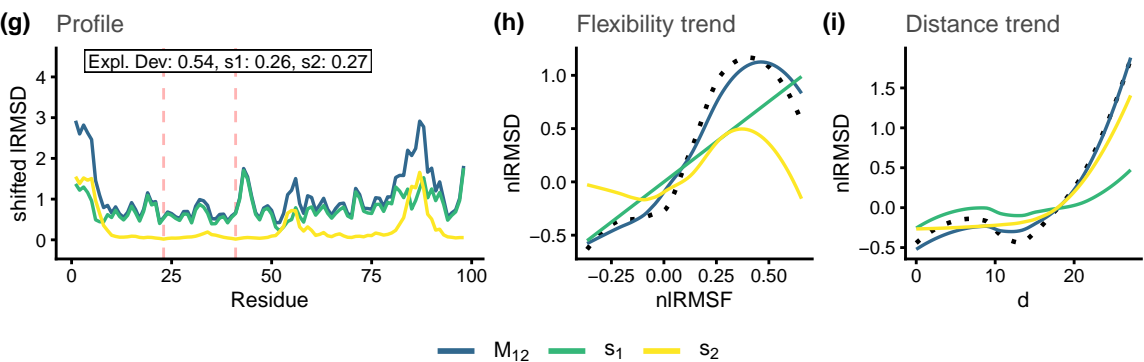 (g) Profile
Expl. Dev: 0.54, s1: 0.26, s2: 0.27
shifted lRMSD
4
3
2
1
0
0 25 50 75 100
Residue
(h) Flexibility trend
nlRMSD
1.0
0.5
0.0
−0.5
−0.25 0.00 0.25 0.50
nlRMSF
(i) Distance trend
nlRMSD
1.5
1.0
0.5
0.0
−0.5
0 10 20
d
M12 s1 s2